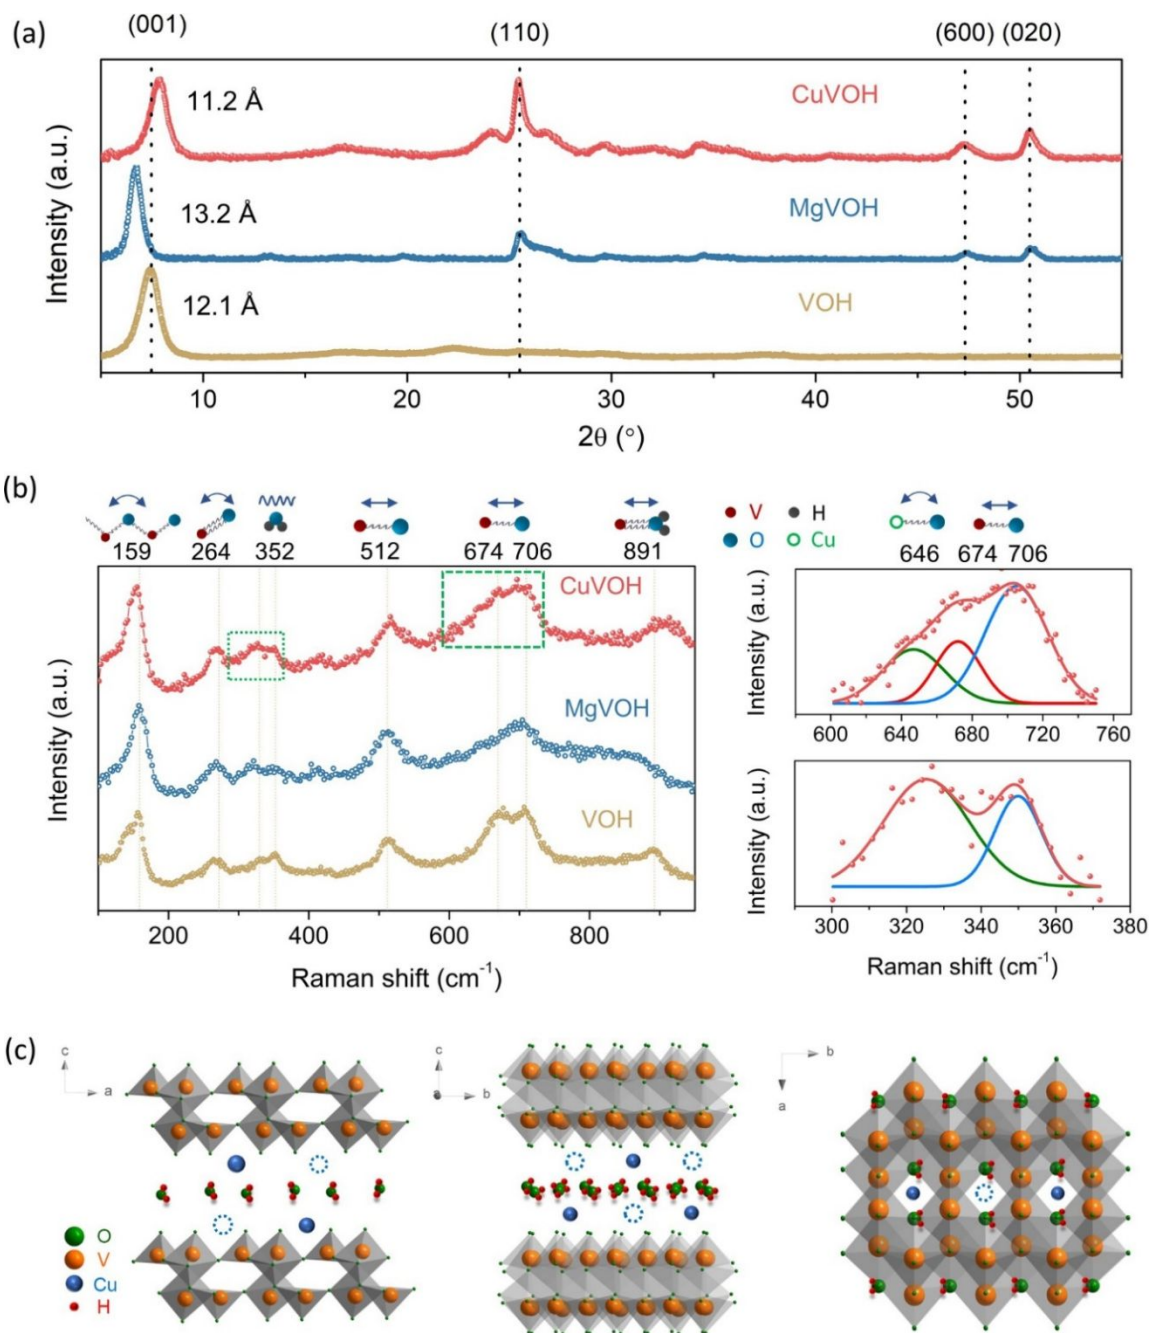 (a)
(001)
(110)
(600) (020)
CuVOH
11.2 Å
MgVOH
13.2 Å
VOH
12.1 Å
Intensity (a.u.)
10
20
30
40
50
2θ (°)
(b)
159
264
352
512
674 706
891
V
H
O
Cu
646
674 706
CuVOH
MgVOH
VOH
Intensity (a.u.)
200
400
600
800
Raman shift (cm-1)
Intensity (a.u.)
600
640
680
720
760
Intensity (a.u.)
300
320
340
360
380
Raman shift (cm-1)
(c)
c
a
c
a
b
b
a
O
V
Cu
H